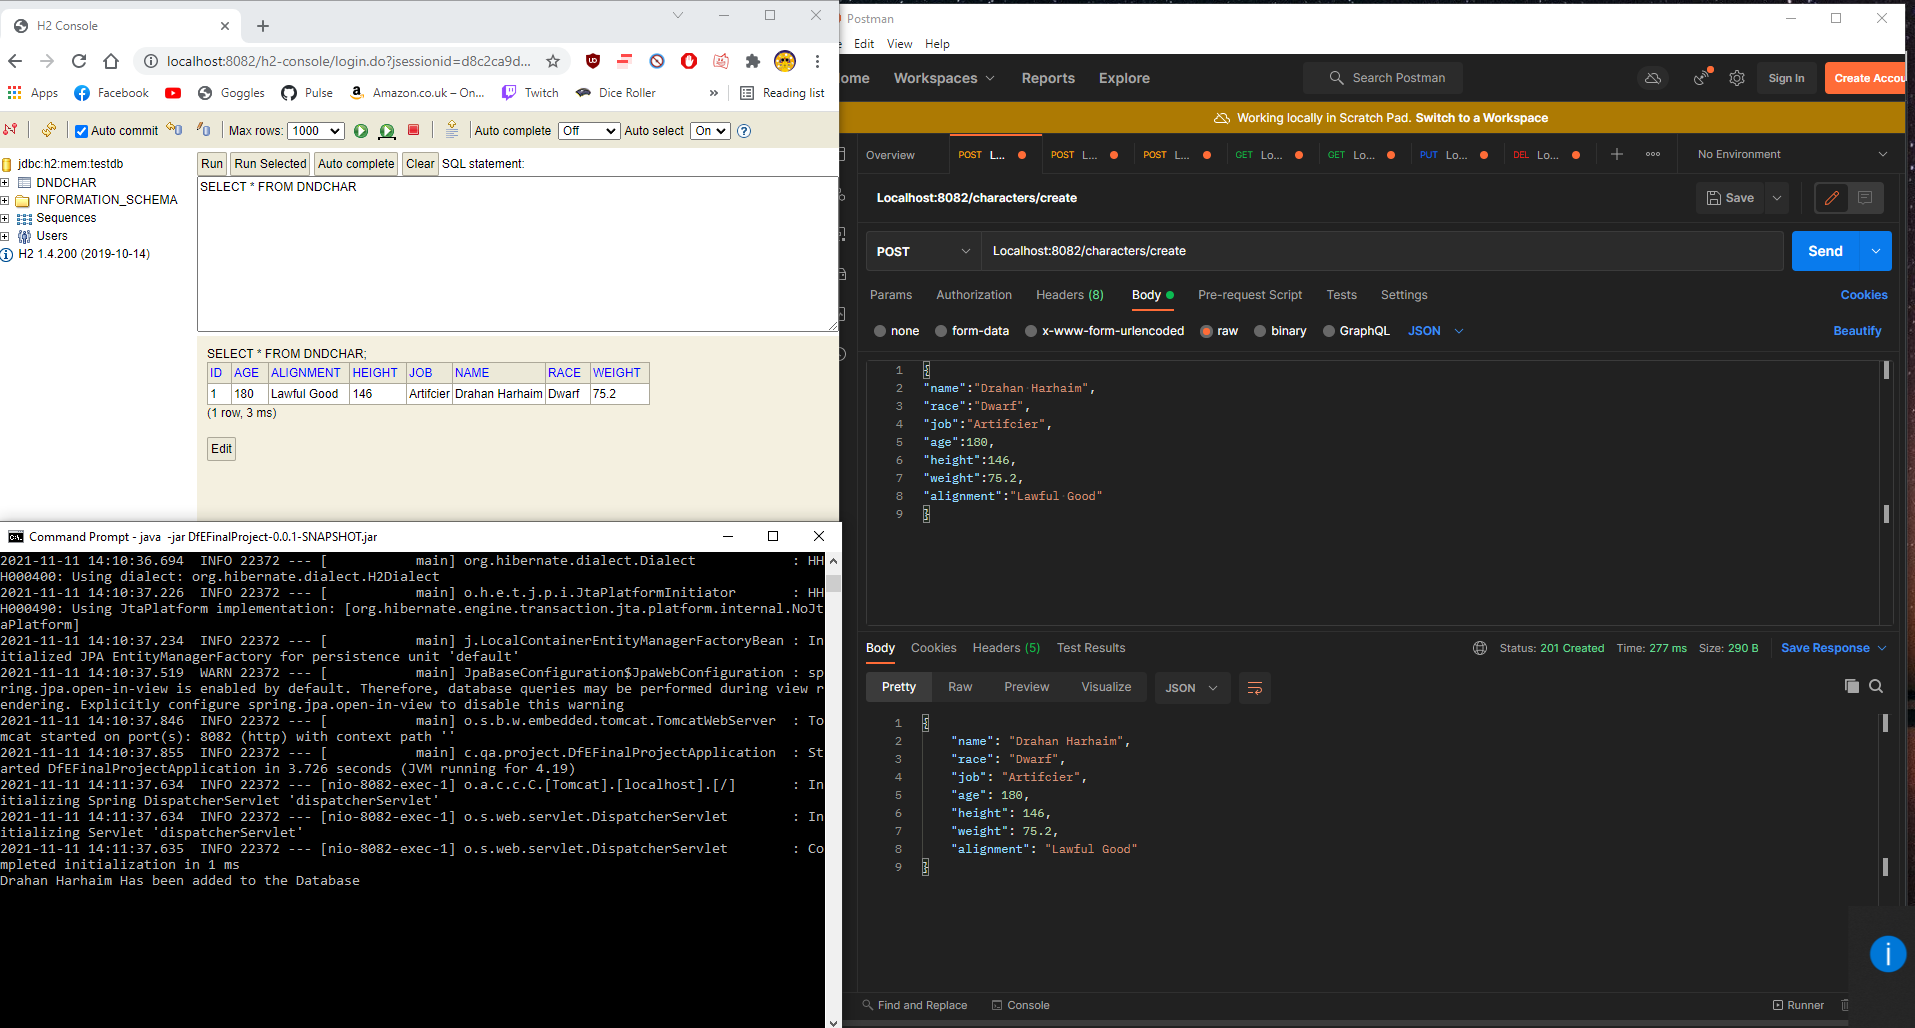 H2 Console
localhost:8082/h2-console/login.do?jsessionid=d8c2ca9d...
Apps Facebook Goggles Pulse Amazon.co.uk – On... Twitch Dice Roller » Reading list
Auto commit Max rows: 1000 Auto complete Off Auto select On
jdbc:h2:mem:testdb
DNDCHAR
INFORMATION_SCHEMA
Sequences
Users
H2 1.4.200 (2019-10-14)
Run Run Selected Auto complete Clear SQL statement:
SELECT * FROM DNDCHAR
SELECT * FROM DNDCHAR;
ID AGE ALIGNMENT HEIGHT JOB NAME RACE WEIGHT
1 180 Lawful Good 146 Artifcier Drahan Harhaim Dwarf 75.2
(1 row, 3 ms)
Edit
Command Prompt - java  -jar DfEFinalProject-0.0.1-SNAPSHOT.jar
2021-11-11 14:10:36.694  INFO 22372 --- [           main] org.hibernate.dialect.Dialect            : HH
H000400: Using dialect: org.hibernate.dialect.H2Dialect
2021-11-11 14:10:37.226  INFO 22372 --- [           main] o.h.e.t.j.p.i.JtaPlatformInitiator       : HH
H000490: Using JtaPlatform implementation: [org.hibernate.engine.transaction.jta.platform.internal.NoJt
aPlatform]
2021-11-11 14:10:37.234  INFO 22372 --- [           main] j.LocalContainerEntityManagerFactoryBean : In
itialized JPA EntityManagerFactory for persistence unit 'default'
2021-11-11 14:10:37.519  WARN 22372 --- [           main] JpaBaseConfiguration$JpaWebConfiguration : sp
ring.jpa.open-in-view is enabled by default. Therefore, database queries may be performed during view r
endering. Explicitly configure spring.jpa.open-in-view to disable this warning
2021-11-11 14:10:37.846  INFO 22372 --- [           main] o.s.b.w.embedded.tomcat.TomcatWebServer  : To
mcat started on port(s): 8082 (http) with context path ''
2021-11-11 14:10:37.855  INFO 22372 --- [           main] c.qa.project.DfEFinalProjectApplication  : St
arted DfEFinalProjectApplication in 3.726 seconds (JVM running for 4.19)
2021-11-11 14:11:37.634  INFO 22372 --- [nio-8082-exec-1] o.a.c.c.C.[Tomcat].[localhost].[/]       : In
itializing Spring DispatcherServlet 'dispatcherServlet'
2021-11-11 14:11:37.634  INFO 22372 --- [nio-8082-exec-1] o.s.web.servlet.DispatcherServlet        : In
itializing Servlet 'dispatcherServlet'
2021-11-11 14:11:37.635  INFO 22372 --- [nio-8082-exec-1] o.s.web.servlet.DispatcherServlet        : Co
mpleted initialization in 1 ms
Drahan Harhaim Has been added to the Database
Postman
Edit View Help
ome Workspaces Reports Explore Search Postman Sign In Create Accou
Working locally in Scratch Pad. Switch to a Workspace
Overview POST L... POST L... POST L... GET Lo... GET Lo... PUT Lo... DEL Lo... No Environment
Localhost:8082/characters/create Save
POST Localhost:8082/characters/create Send
Params Authorization Headers (8) Body Pre-request Script Tests Settings Cookies
none form-data x-www-form-urlencoded raw binary GraphQL JSON Beautify
1 {
2 "name":"Drahan Harhaim",
3 "race":"Dwarf",
4 "job":"Artifcier",
5 "age":180,
6 "height":146,
7 "weight":75.2,
8 "alignment":"Lawful Good"
9 }
Body Cookies Headers (5) Test Results Status: 201 Created Time: 277 ms Size: 290 B Save Response
Pretty Raw Preview Visualize JSON
1 {
2 "name": "Drahan Harhaim",
3 "race": "Dwarf",
4 "job": "Artifcier",
5 "age": 180,
6 "height": 146,
7 "weight": 75.2,
8 "alignment": "Lawful Good"
9 }
Find and Replace Console Runner